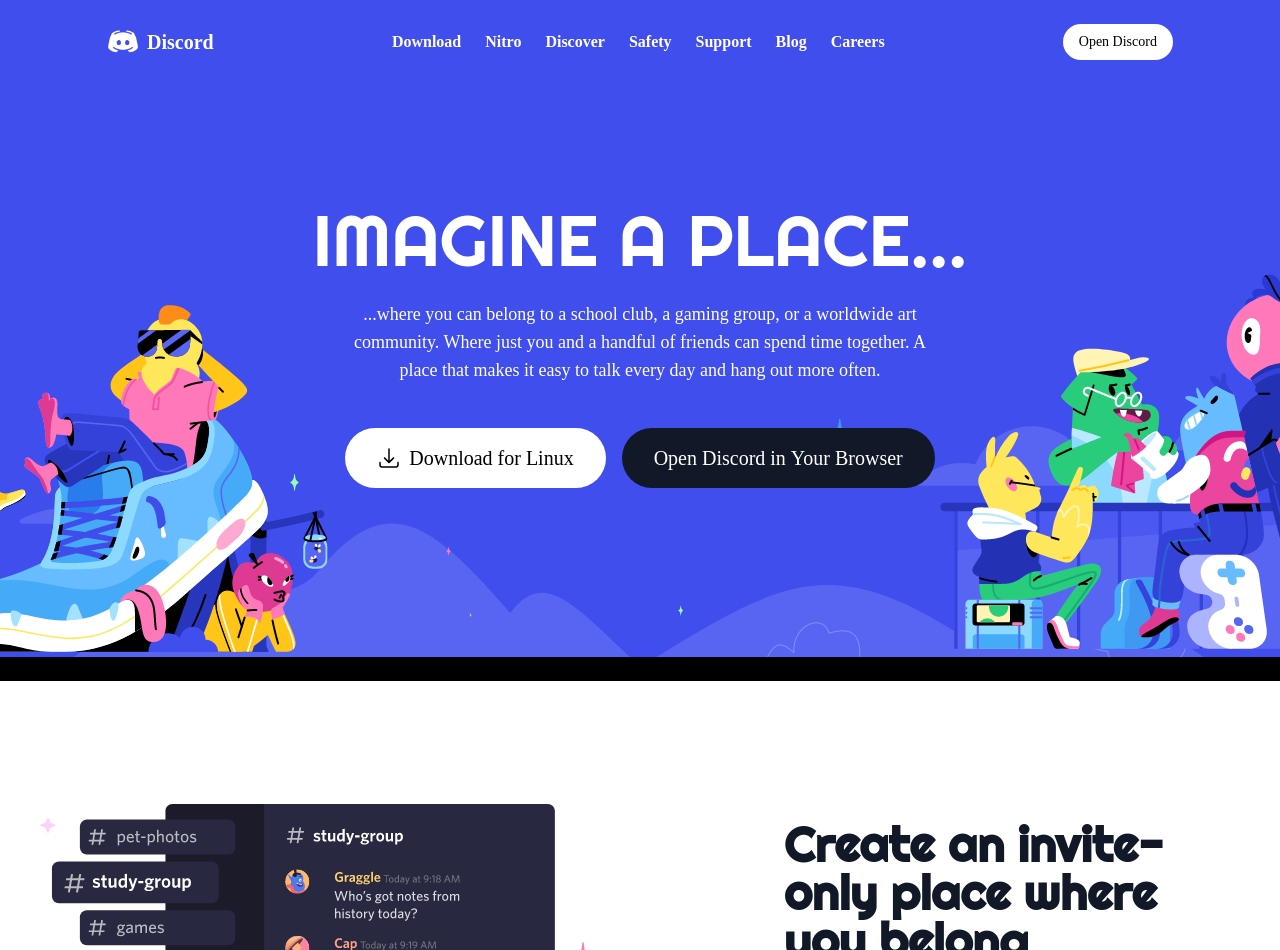 Discord
Download Nitro Discover Safety Support Blog Careers
Open Discord
IMAGINE A PLACE...
...where you can belong to a school club, a gaming group, or a worldwide art
community. Where just you and a handful of friends can spend time together. A
place that makes it easy to talk every day and hang out more often.
Download for Linux
Open Discord in Your Browser
# pet-photos
# study-group
# games
# study-group
Graggle Today at 9:18 AM
Who's got notes from
history today?
Cap Today at 9:19 AM
Create an invite-
only place where
you belong